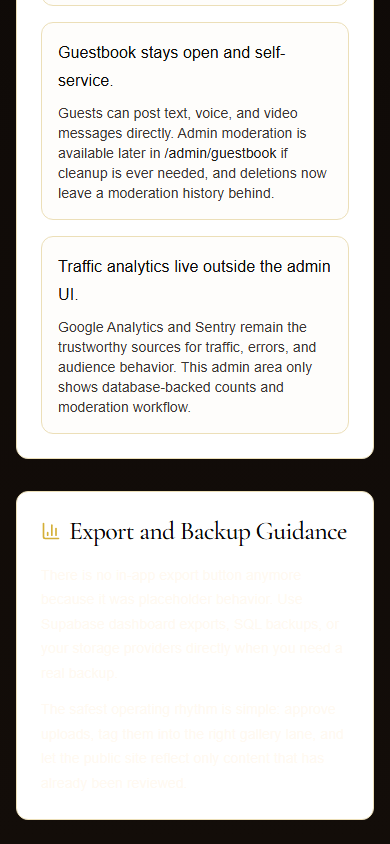 Guestbook stays open and self-
service.
Guests can post text, voice, and video
messages directly. Admin moderation is
available later in /admin/guestbook if
cleanup is ever needed, and deletions now
leave a moderation history behind.
Traffic analytics live outside the admin
UI.
Google Analytics and Sentry remain the
trustworthy sources for traffic, errors, and
audience behavior. This admin area only
shows database-backed counts and
moderation workflow.
Export and Backup Guidance
There is no in-app export button anymore
because it was placeholder behavior. Use
Supabase dashboard exports, SQL backups, or
your storage providers directly when you need a
real backup.
The safest operating rhythm is simple: approve
uploads, tag them into the right gallery lane, and
let the public site reflect only content that has
already been reviewed.